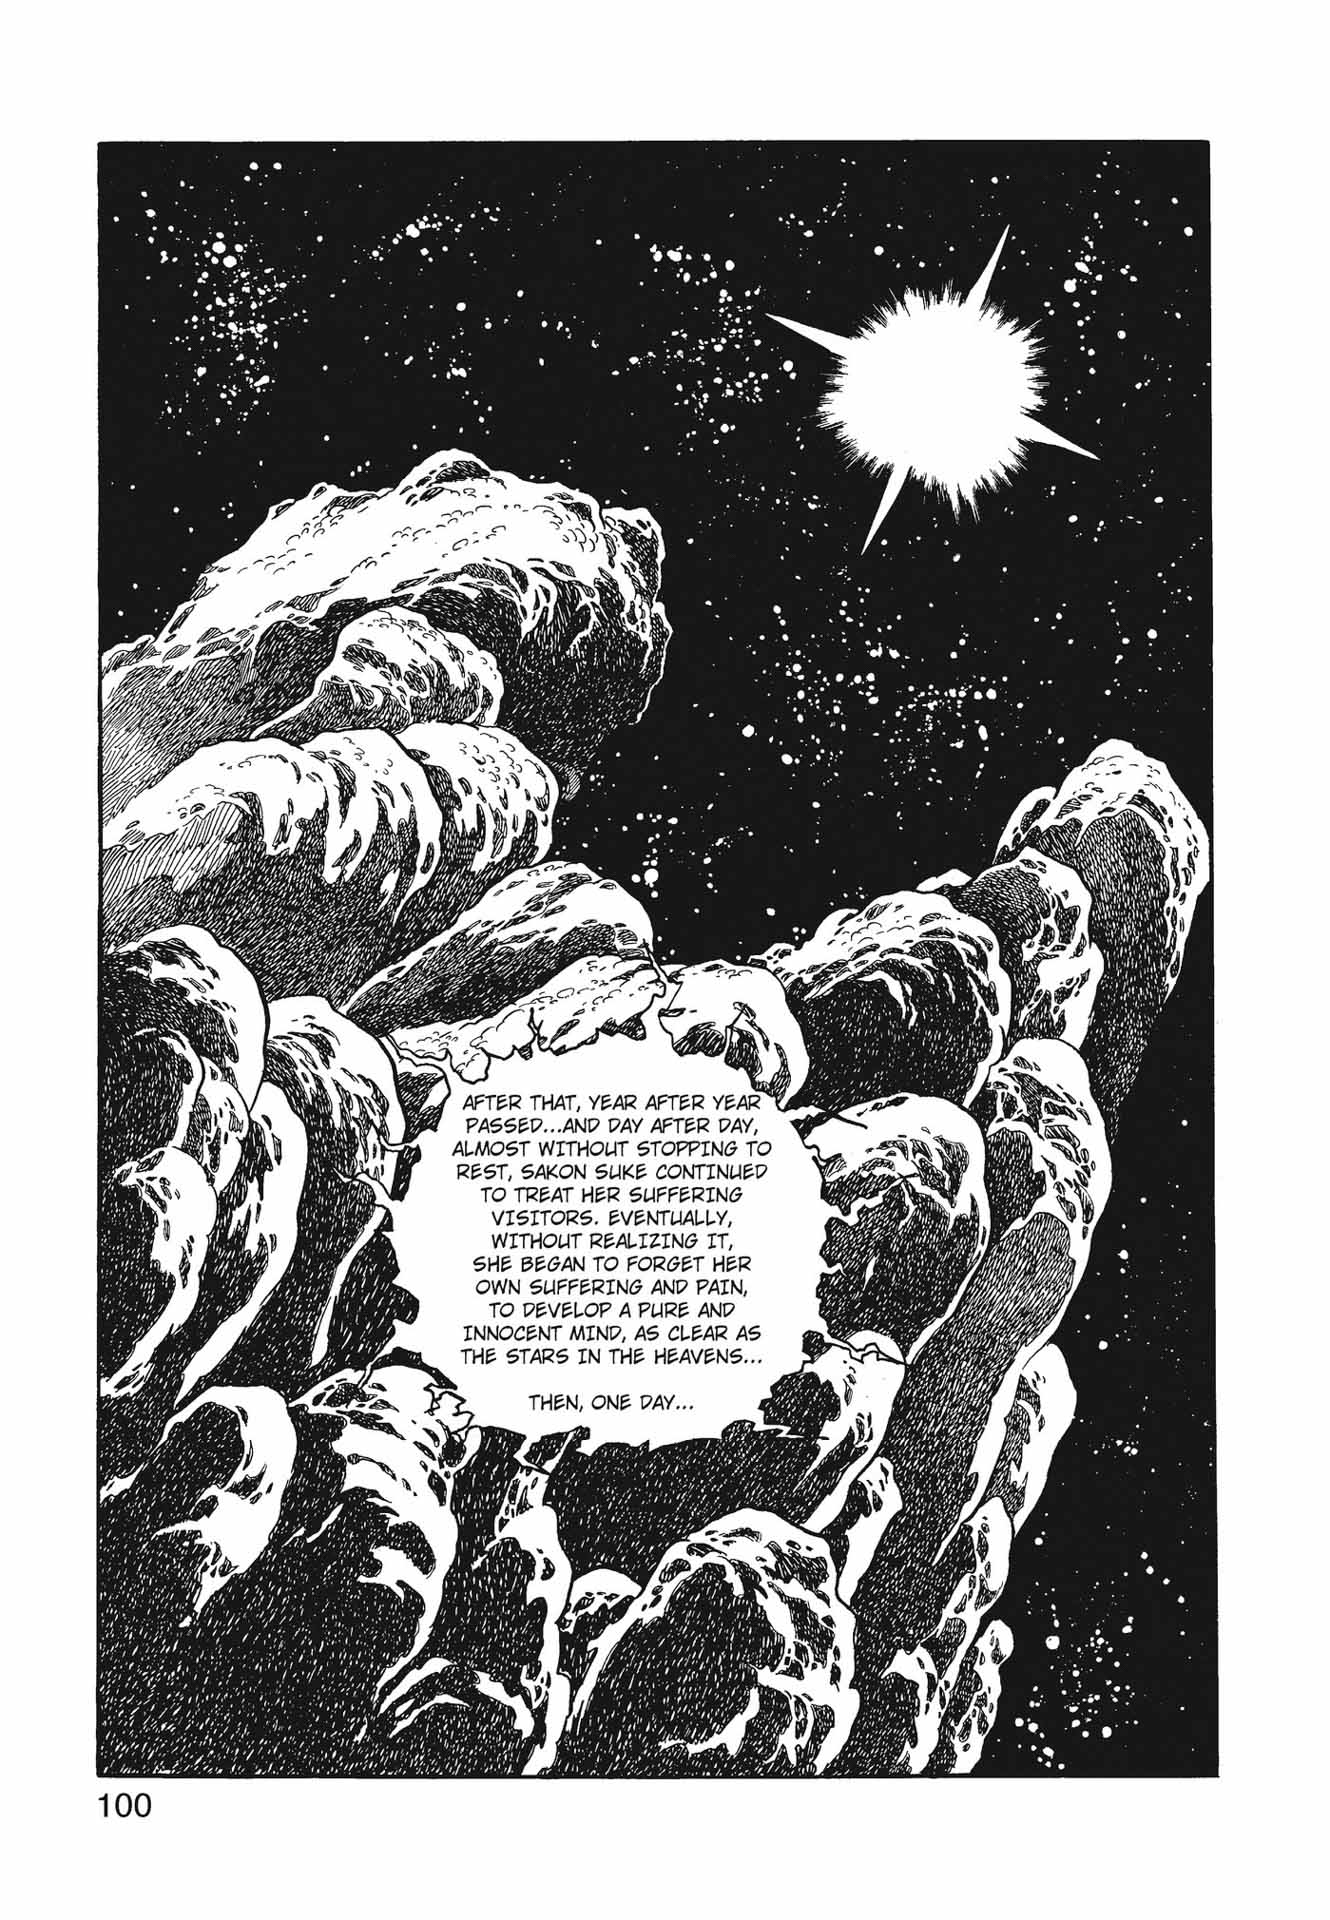 AFTER THAT, YEAR AFTER YEAR
PASSED...AND DAY AFTER DAY,
ALMOST WITHOUT STOPPING TO
REST, SAKON SUKE CONTINUED
TO TREAT HER SUFFERING
VISITORS. EVENTUALLY,
WITHOUT REALIZING IT,
SHE BEGAN TO FORGET HER
OWN SUFFERING AND PAIN,
TO DEVELOP A PURE AND
INNOCENT MIND, AS CLEAR AS
THE STARS IN THE HEAVENS...
THEN, ONE DAY...
100